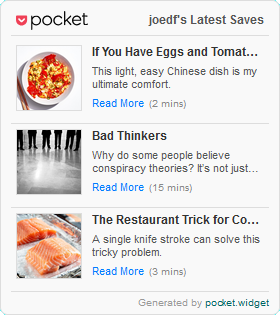 pocket joedf's Latest Saves
If You Have Eggs and Tomat...
This light, easy Chinese dish is my
ultimate comfort.
Read More (2 mins)
Bad Thinkers
Why do some people believe
conspiracy theories? It's not just...
Read More (15 mins)
The Restaurant Trick for Co...
A single knife stroke can solve this
tricky problem.
Read More (3 mins)
Generated by pocket.widget